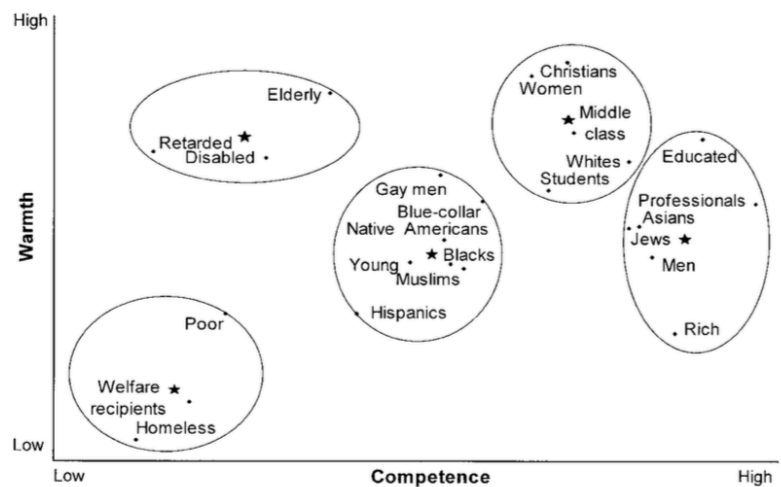 High
Christians
Women
Elderly
Middle
class
Retarded
Disabled
Whites
Educated
Students
Gay men
Professionals
Blue-collar
Asians
Native Americans
Jews
Warmth
Blacks
Young
Men
Muslims
Hispanics
Poor
Rich
Welfare
recipients
Homeless
Low
Low
Competence
High